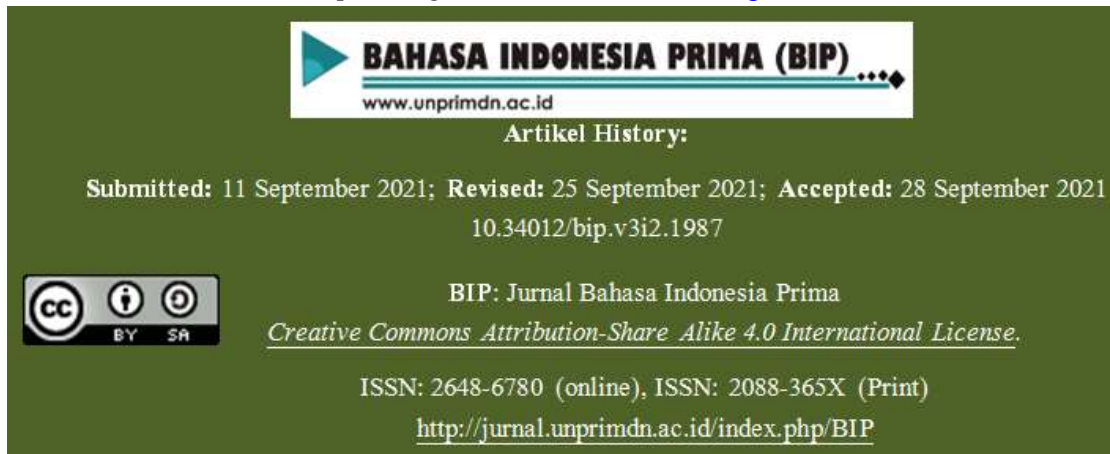 BAHASA INDONESIA PRIMA (BIP)
www.unprimdn.ac.id
Artikel History:
Submitted: 11 September 2021; Revised: 25 September 2021; Accepted: 28 September 2021
10.34012/bip.v3i2.1987
cc BY SA
BIP: Jurnal Bahasa Indonesia Prima
Creative Commons Attribution-Share Alike 4.0 International License.
ISSN: 2648-6780 (online), ISSN: 2088-365X (Print)
http://jurnal.unprimdn.ac.id/index.php/BIP